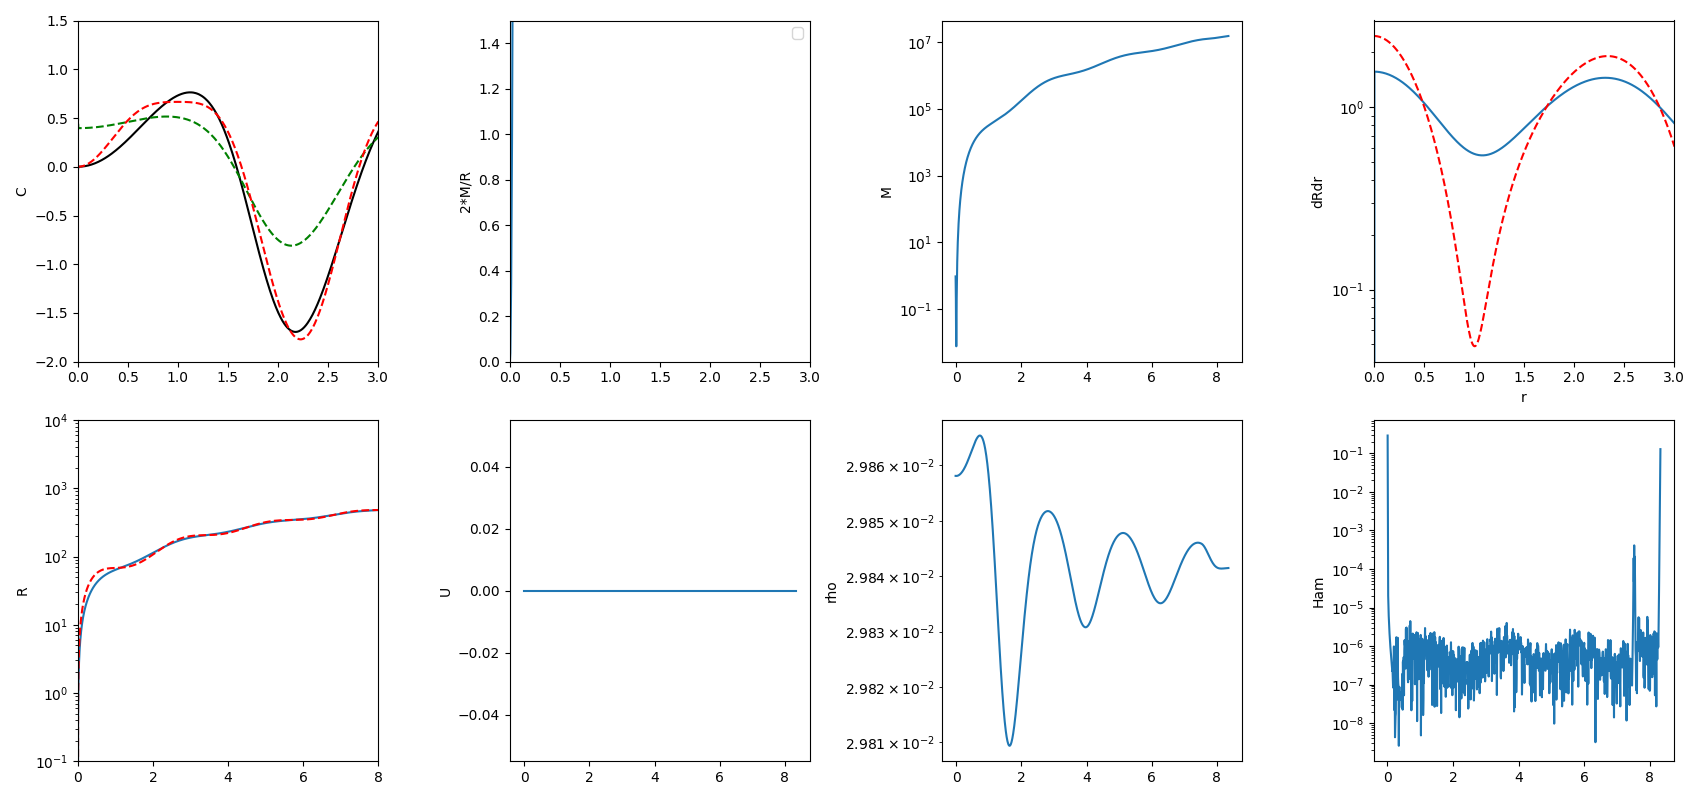 1.5
1.0
0.5
0.0
−0.5
−1.0
−1.5
−2.0
C
0.0 0.5 1.0 1.5 2.0 2.5 3.0
1.4
1.2
1.0
0.8
0.6
0.4
0.2
0.0
2*M/R
0.0 0.5 1.0 1.5 2.0 2.5 3.0
10^7
10^5
10^3
10^1
10^−1
M
0 2 4 6 8
10^0
10^−1
dRdr
0.0 0.5 1.0 1.5 2.0 2.5 3.0
r
10^4
10^3
10^2
10^1
10^0
10^−1
R
0 2 4 6 8
0.04
0.02
0.00
−0.02
−0.04
U
0 2 4 6 8
2.986 × 10^−2
2.985 × 10^−2
2.984 × 10^−2
2.983 × 10^−2
2.982 × 10^−2
2.981 × 10^−2
rho
0 2 4 6 8
10^−1
10^−2
10^−3
10^−4
10^−5
10^−6
10^−7
10^−8
Ham
0 2 4 6 8